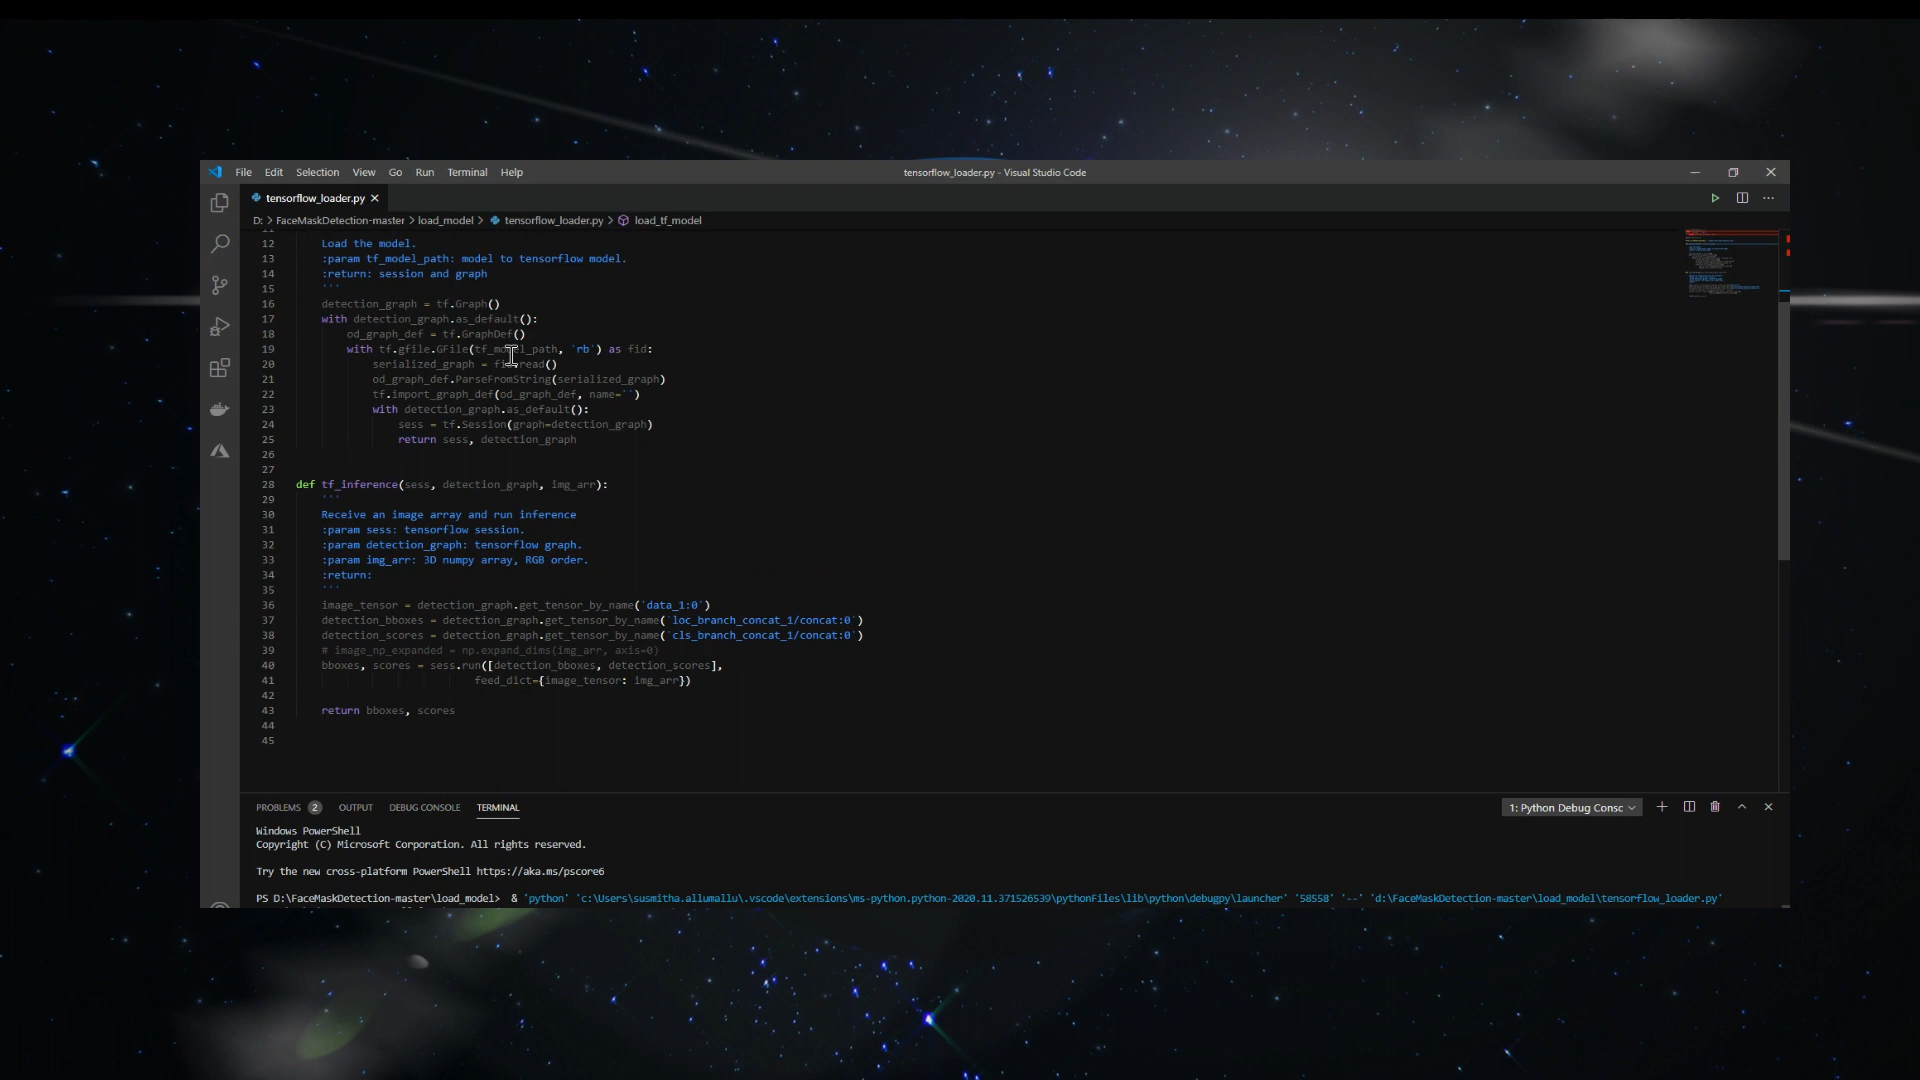 File Edit Selection View Go Run Terminal Help
tensorflow_loader.py - Visual Studio Code
tensorflow_loader.py
D: > FaceMaskDetection-master > load_model > tensorflow_loader.py > load_tf_model
11
12 Load the model.
13 :param tf_model_path: model to tensorflow model.
14 :return: session and graph
15 '''
16 detection_graph = tf.Graph()
17 with detection_graph.as_default():
18 od_graph_def = tf.GraphDef()
19 with tf.gfile.GFile(tf_model_path, 'rb') as fid:
20 serialized_graph = fid.read()
21 od_graph_def.ParseFromString(serialized_graph)
22 tf.import_graph_def(od_graph_def, name='')
23 with detection_graph.as_default():
24 sess = tf.Session(graph=detection_graph)
25 return sess, detection_graph
26
27
28 def tf_inference(sess, detection_graph, img_arr):
29 '''
30 Receive an image array and run inference
31 :param sess: tensorflow session.
32 :param detection_graph: tensorflow graph.
33 :param img_arr: 3D numpy array, RGB order.
34 :return:
35 '''
36 image_tensor = detection_graph.get_tensor_by_name('data_1:0')
37 detection_bboxes = detection_graph.get_tensor_by_name('loc_branch_concat_1/concat:0')
38 detection_scores = detection_graph.get_tensor_by_name('cls_branch_concat_1/concat:0')
39 # image_np_expanded = np.expand_dims(img_arr, axis=0)
40 bboxes, scores = sess.run([detection_bboxes, detection_scores],
41 feed_dict={image_tensor: img_arr})
42
43 return bboxes, scores
44
45
PROBLEMS 2 OUTPUT DEBUG CONSOLE TERMINAL
1: Python Debug Consc
Windows PowerShell
Copyright (C) Microsoft Corporation. All rights reserved.
Try the new cross-platform PowerShell https://aka.ms/pscore6
PS D:\FaceMaskDetection-master\load_model> & 'python' 'c:\Users\susmitha.allumallu\.vscode\extensions\ms-python.python-2020.11.371526539\pythonFiles\lib\python\debugpy\launcher' '58558' '--' 'd:\FaceMaskDetection-master\load_model\tensorflow_loader.py'